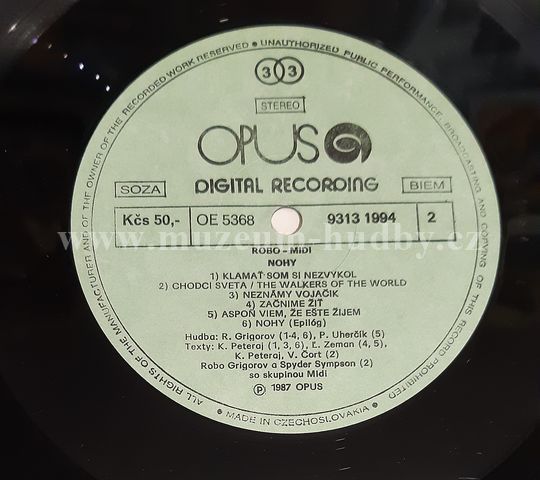 ALL RIGHTS OF THE MANUFACTURER AND OF THE OWNER OF THE RECORDED WORK RESERVED • UNAUTHORIZED PUBLIC PERFORMANCE, BROADCASTING AND COPYING OF THIS RECORD PROHIBITED
33
STEREO
OPUS
SOZA DIGITAL RECORDING BIEM
Kčs 50,- OE 5368 9313 1994 2
www.muzeum-hudby.cz
ROBO – MIDI
NOHY
1) KLAMAŤ SOM SI NEZVYKOL
2) CHODCI SVETA / THE WALKERS OF THE WORLD
3) NEZNÁMY VOJAČIK
4) ZAČNIME ŽIŤ
5) ASPOŇ VIEM, ŽE EŠTE ŽIJEM
6) NOHY (Epilóg)
Hudba: R. Grigorov (1-4, 6), P. Uherčík (5)
Texty: K. Peteraj (1, 3, 6), Ľ. Zeman (4, 5),
K. Peteraj, V. Čort (2)
Robo Grigorov a Spyder Sympson (2)
so skupinou Midi
Ⓟ 1987 OPUS
• MADE IN CZECHOSLOVAKIA •